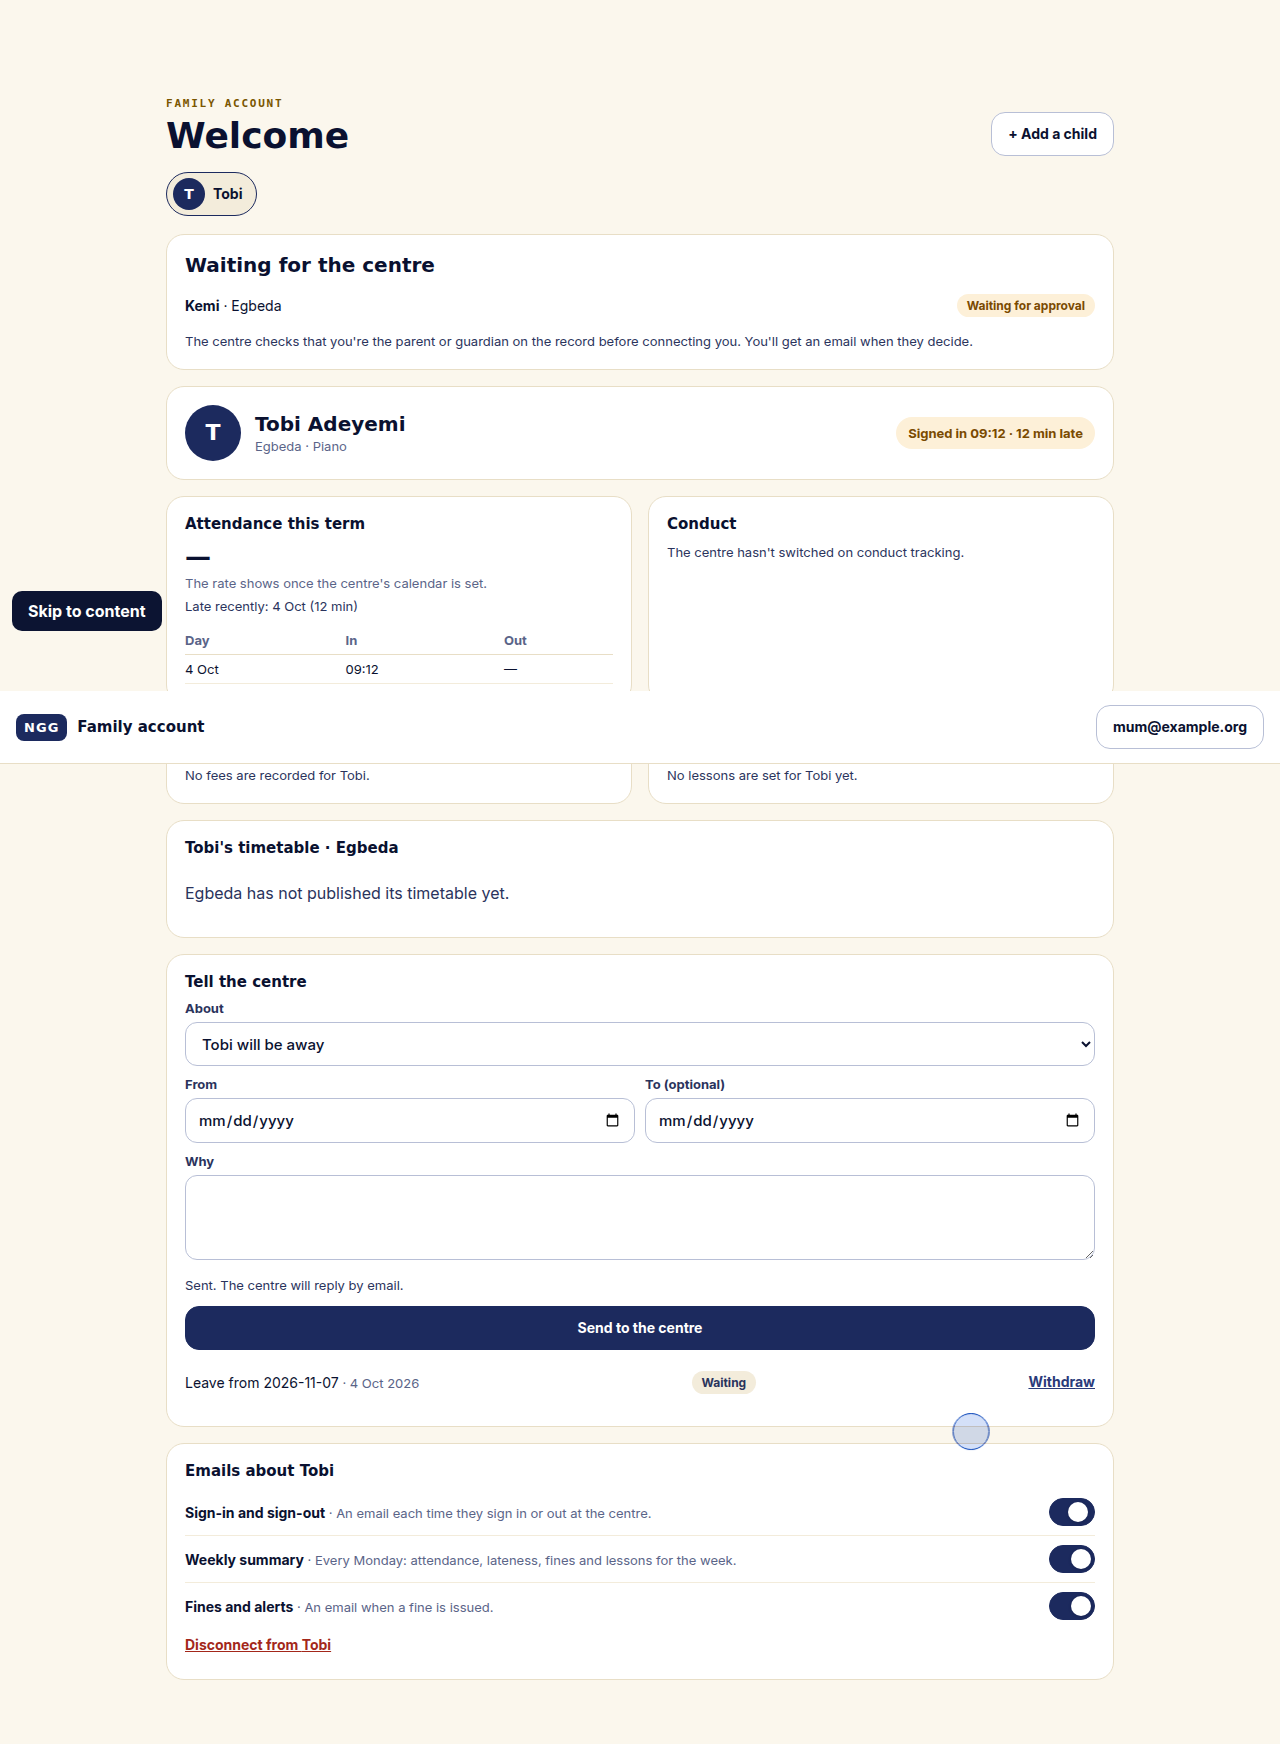 FAMILY ACCOUNT
Welcome
+ Add a child
T Tobi
Waiting for the centre
Kemi · Egbeda
Waiting for approval
The centre checks that you're the parent or guardian on the record before connecting you. You'll get an email when they decide.
T
Tobi Adeyemi
Egbeda · Piano
Signed in 09:12 · 12 min late
Attendance this term
—
The rate shows once the centre's calendar is set.
Late recently: 4 Oct (12 min)
Day In Out
4 Oct 09:12 —
Conduct
The centre hasn't switched on conduct tracking.
Skip to content
NGG Family account
mum@example.org
No fees are recorded for Tobi.
No lessons are set for Tobi yet.
Tobi's timetable · Egbeda
Egbeda has not published its timetable yet.
Tell the centre
About
Tobi will be away
From
mm/dd/yyyy
To (optional)
mm/dd/yyyy
Why
Sent. The centre will reply by email.
Send to the centre
Leave from 2026-11-07 · 4 Oct 2026
Waiting
Withdraw
Emails about Tobi
Sign-in and sign-out · An email each time they sign in or out at the centre.
Weekly summary · Every Monday: attendance, lateness, fines and lessons for the week.
Fines and alerts · An email when a fine is issued.
Disconnect from Tobi